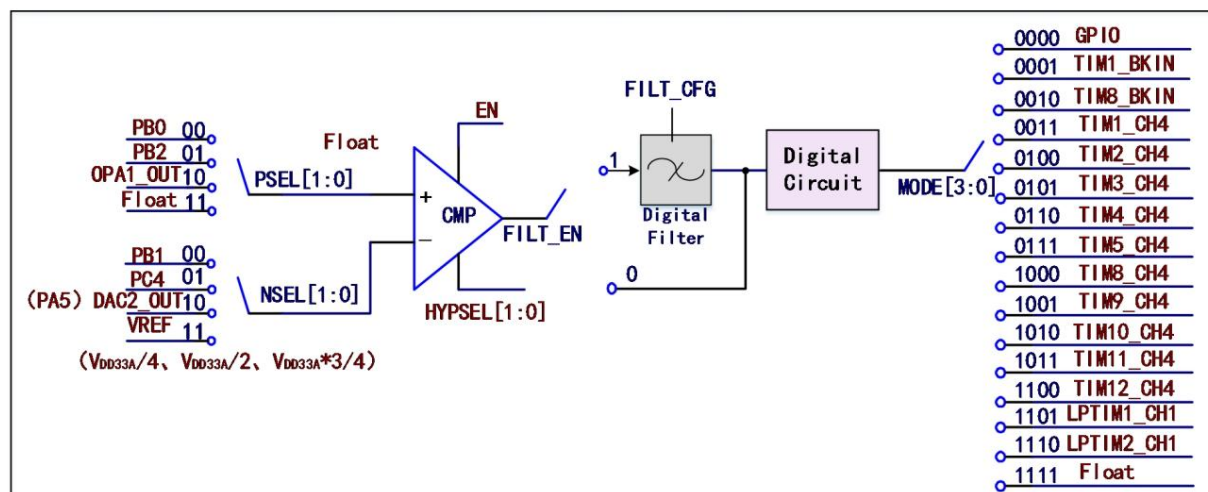 PB0 00
PB2 01
OPA1_OUT 10
Float 11
PSEL[1:0]
PB1 00
PC4 01
(PA5) DAC2_OUT 10
VREF 11
NSEL[1:0]
(VDD33A/4、VDD33A/2、VDD33A*3/4)
Float
EN
+
CMP
−
HYPSEL[1:0]
FILT_EN
FILT_CFG
1
Digital
Filter
0
Digital
Circuit
MODE[3:0]
0000 GPIO
0001 TIM1_BKIN
0010 TIM8_BKIN
0011 TIM1_CH4
0100 TIM2_CH4
0101 TIM3_CH4
0110 TIM4_CH4
0111 TIM5_CH4
1000 TIM8_CH4
1001 TIM9_CH4
1010 TIM10_CH4
1011 TIM11_CH4
1100 TIM12_CH4
1101 LPTIM1_CH1
1110 LPTIM2_CH1
1111 Float